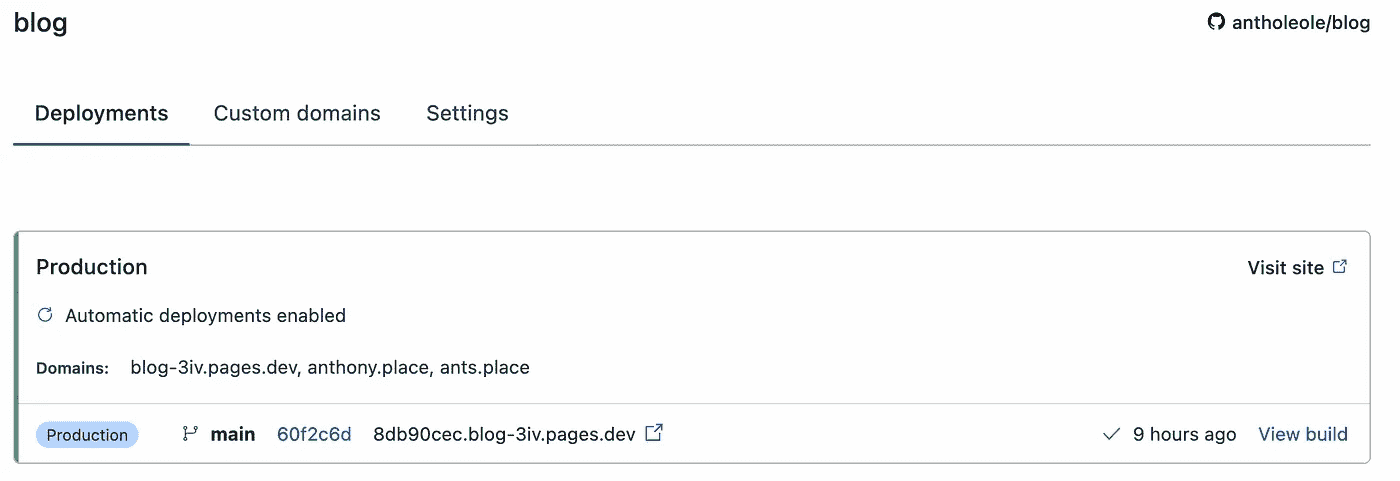 blog
antholeole/blog
Deployments Custom domains Settings
Production
Visit site
Automatic deployments enabled
Domains: blog-3iv.pages.dev, anthony.place, ants.place
Production main 60f2c6d 8db90cec.blog-3iv.pages.dev 9 hours ago View build